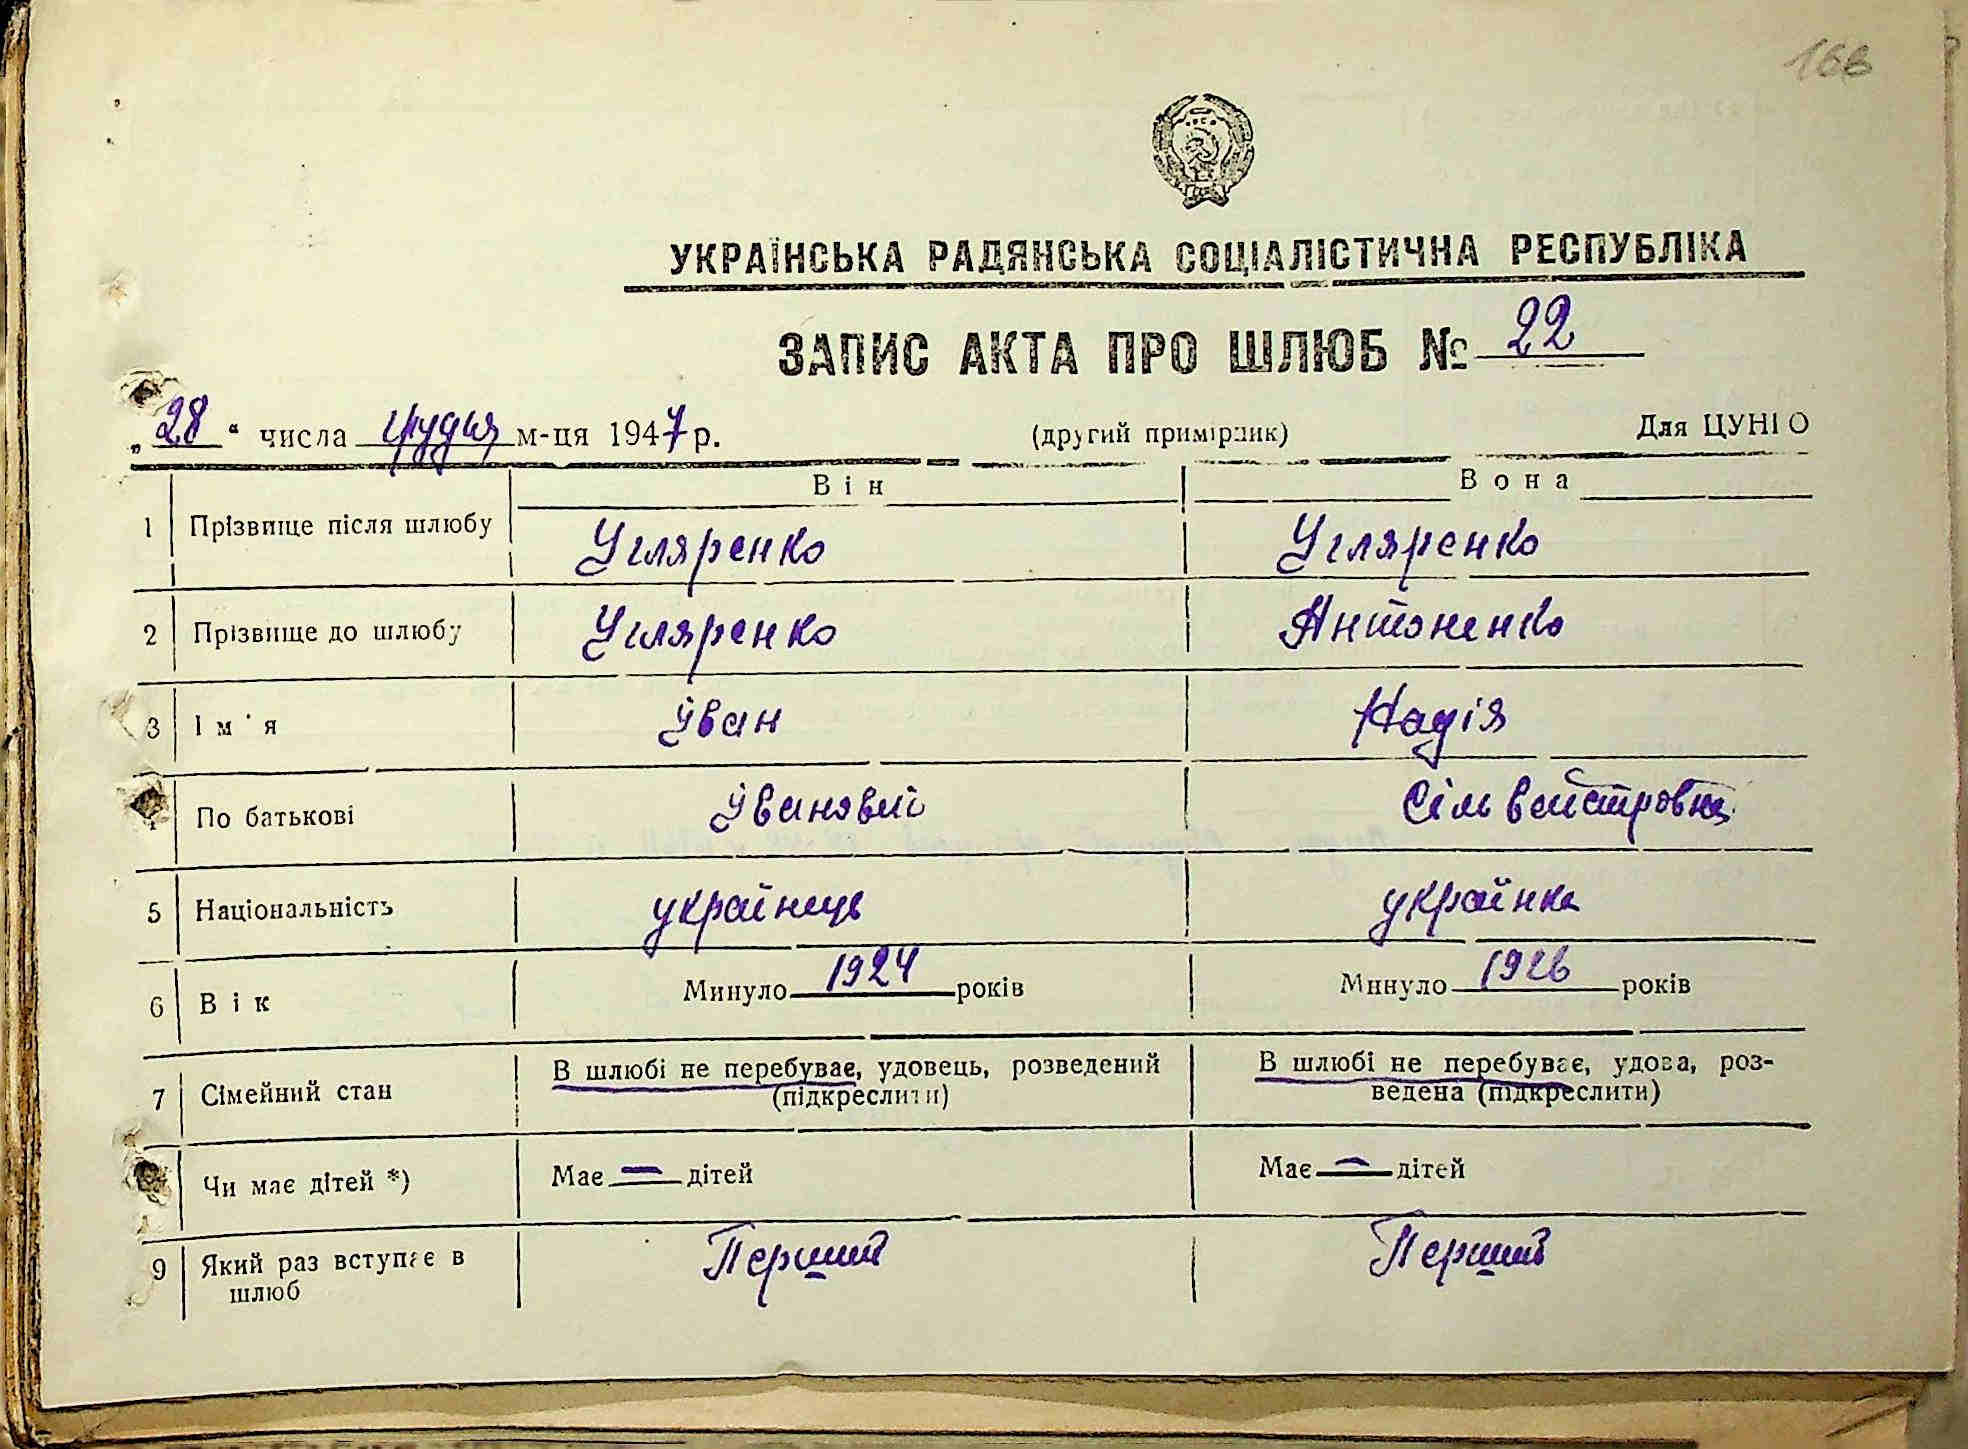 166
УКРАЇНСЬКА РАДЯНСЬКА СОЦІАЛІСТИЧНА РЕСПУБЛІКА
ЗАПИС АКТА ПРО ШЛЮБ № 22
„28“ числа грудня м-ця 1947 р. (другий примірник) Для ЦУНГО
Він Вона
1 Прізвище після шлюбу Угляренко Угляренко
2 Прізвище до шлюбу Угляренко Антоненко
3 Ім'я Йван Надія
4 По батькові Йванович Сільвейстровна
5 Національність українець українка
6 Вік Минуло 1924 років Минуло 1926 років
7 Сімейний стан В шлюбі не перебуває, удовець, розведений (підкреслити) В шлюбі не перебуває, удова, роз-
ведена (підкреслити)
Чи має дітей *) Має — дітей Має — дітей
9 Який раз вступає в шлюб Перший Перший